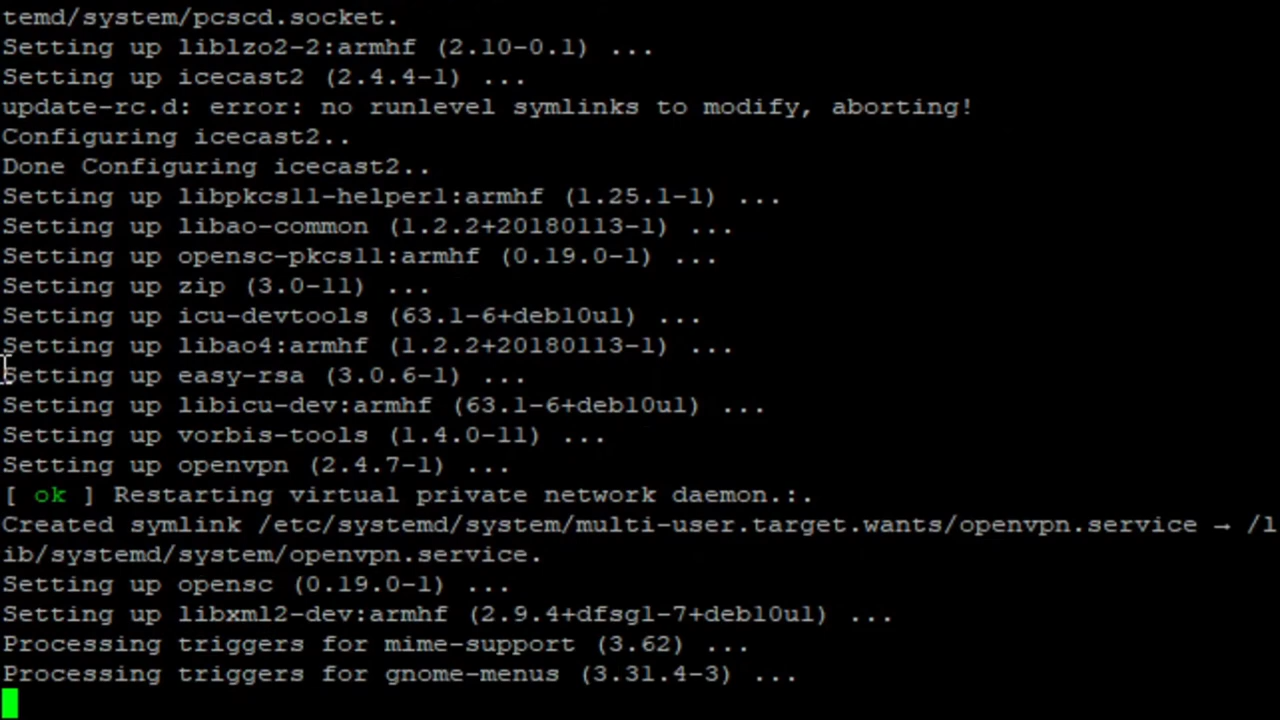 temd/system/pcscd.socket.
Setting up liblzo2-2:armhf (2.10-0.1) ...
Setting up icecast2 (2.4.4-1) ...
update-rc.d: error: no runlevel symlinks to modify, aborting!
Configuring icecast2..
Done Configuring icecast2..
Setting up libpkcs11-helper1:armhf (1.25.1-1) ...
Setting up libao-common (1.2.2+20180113-1) ...
Setting up opensc-pkcs11:armhf (0.19.0-1) ...
Setting up zip (3.0-11) ...
Setting up icu-devtools (63.1-6+deb10u1) ...
Setting up libao4:armhf (1.2.2+20180113-1) ...
Setting up easy-rsa (3.0.6-1) ...
Setting up libicu-dev:armhf (63.1-6+deb10u1) ...
Setting up vorbis-tools (1.4.0-11) ...
Setting up openvpn (2.4.7-1) ...
[ ok ] Restarting virtual private network daemon.:.
Created symlink /etc/systemd/system/multi-user.target.wants/openvpn.service → /l
ib/systemd/system/openvpn.service.
Setting up opensc (0.19.0-1) ...
Setting up libxml2-dev:armhf (2.9.4+dfsg1-7+deb10u1) ...
Processing triggers for mime-support (3.62) ...
Processing triggers for gnome-menus (3.31.4-3) ...